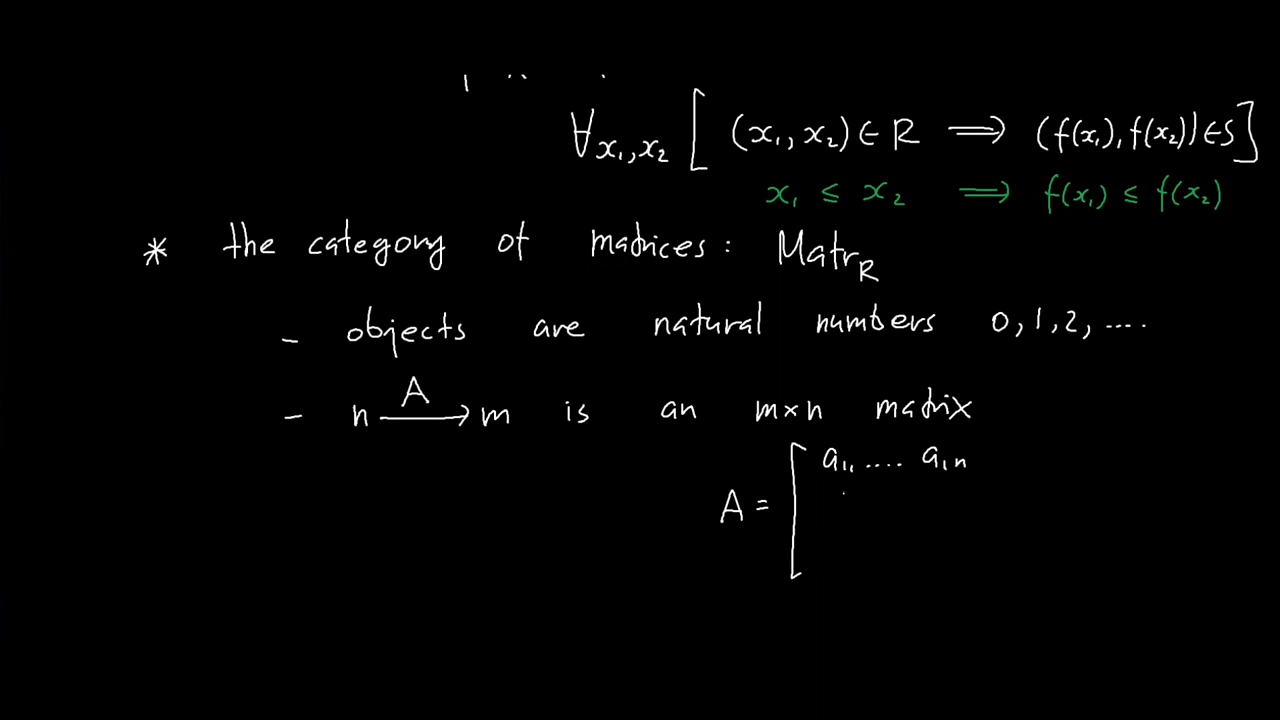 ∀x₁,x₂ [ (x₁, x₂) ∈ R ⟹ (f(x₁), f(x₂)) ∈ S ]
x₁ ≤ x₂ ⟹ f(x₁) ≤ f(x₂)
* the category of matrices : Matr_R
- objects are natural numbers 0, 1, 2, ....
- n —A→ m is an m×n matrix
A = [ a₁₁ .... a₁ₙ